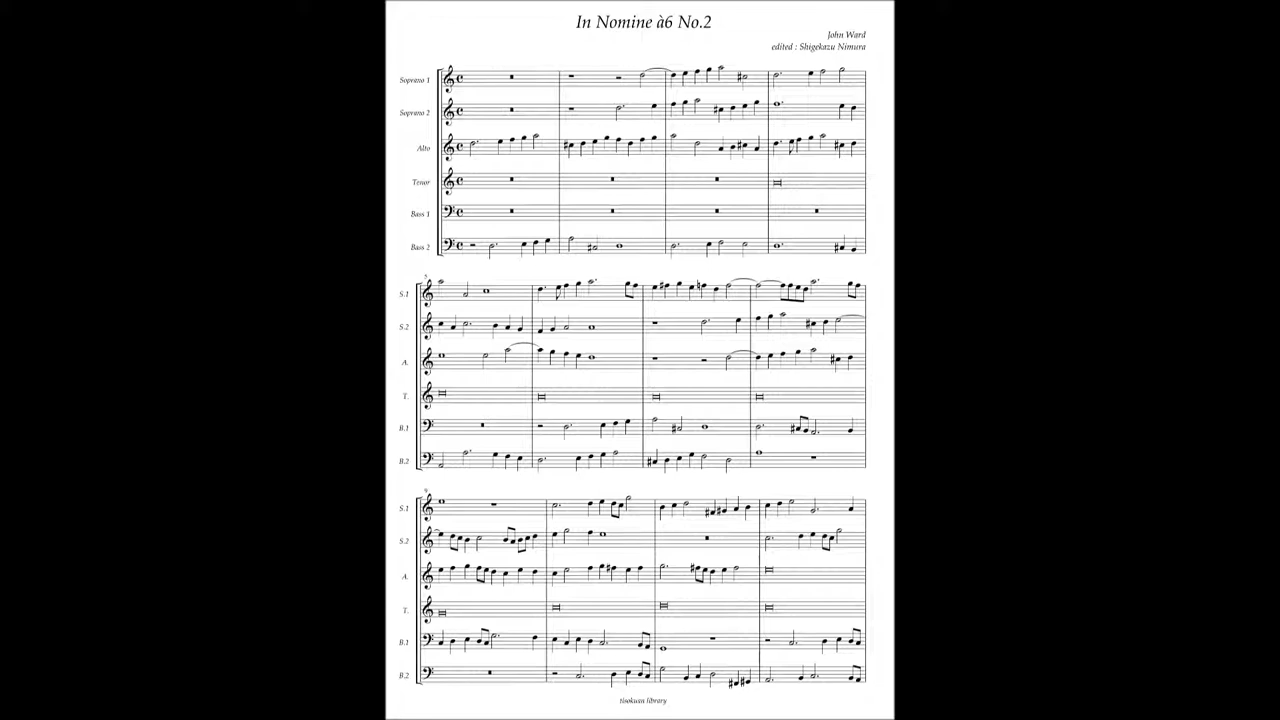 In Nomine à6 No.2
John Ward
edited : Shigekazu Nimura
Soprano 1
Soprano 2
Alto
Tenor
Bass 1
Bass 2
5
S.1
S.2
A.
T.
B.1
B.2
9
S.1
S.2
A.
T.
B.1
B.2
tisokuan library